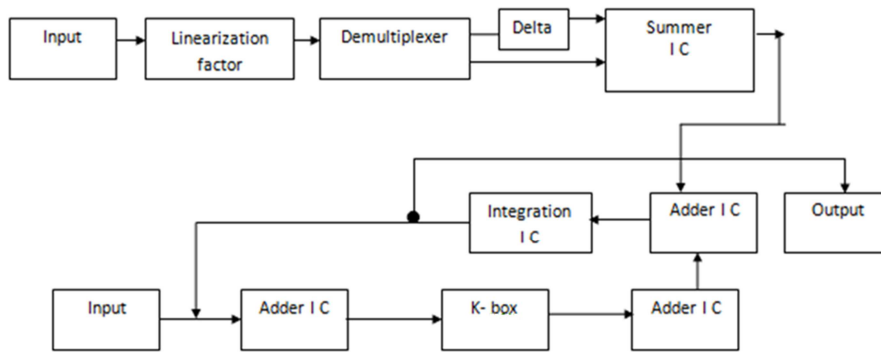 Input
Linearization
factor
Demultiplexer
Delta
Summer
I C
Integration
I C
Adder I C
Output
Input
Adder I C
K- box
Adder I C